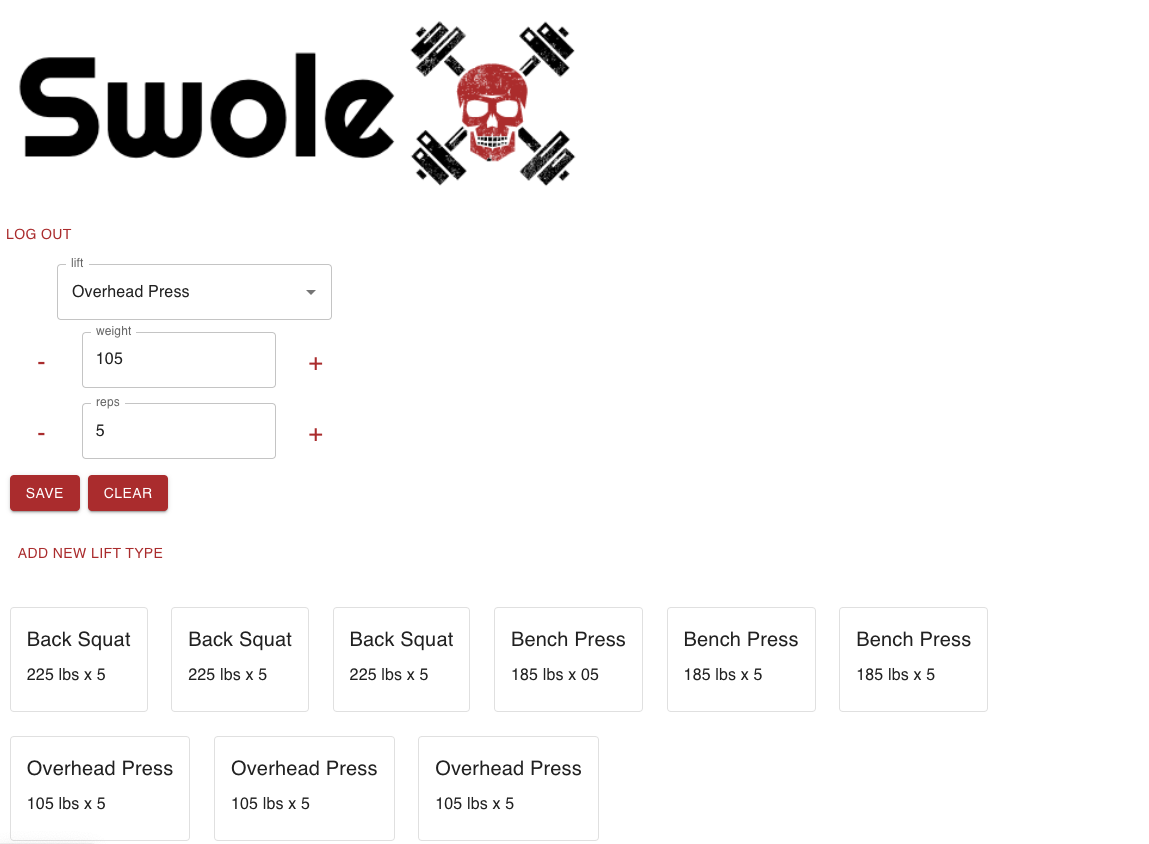 Swole
LOG OUT
lift
Overhead Press
weight
- 105 +
reps
- 5 +
SAVE CLEAR
ADD NEW LIFT TYPE
Back Squat Back Squat Back Squat Bench Press Bench Press Bench Press
225 lbs x 5 225 lbs x 5 225 lbs x 5 185 lbs x 05 185 lbs x 5 185 lbs x 5
Overhead Press Overhead Press Overhead Press
105 lbs x 5 105 lbs x 5 105 lbs x 5